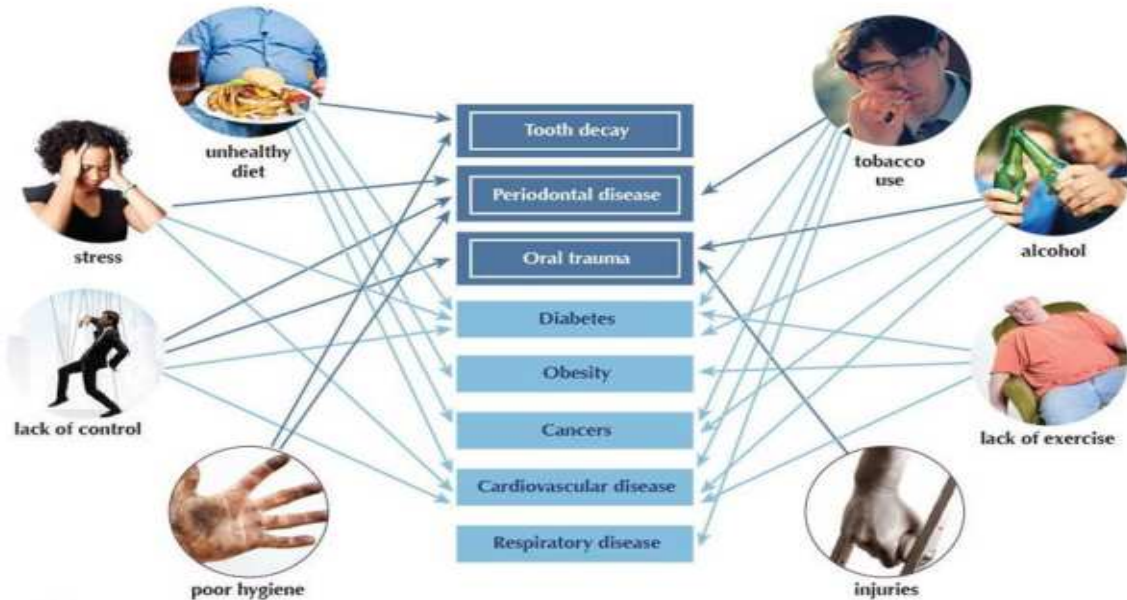 unhealthy
diet
stress
lack of control
poor hygiene
Tooth decay
Periodontal disease
Oral trauma
Diabetes
Obesity
Cancers
Cardiovascular disease
Respiratory disease
tobacco
use
alcohol
lack of exercise
injuries